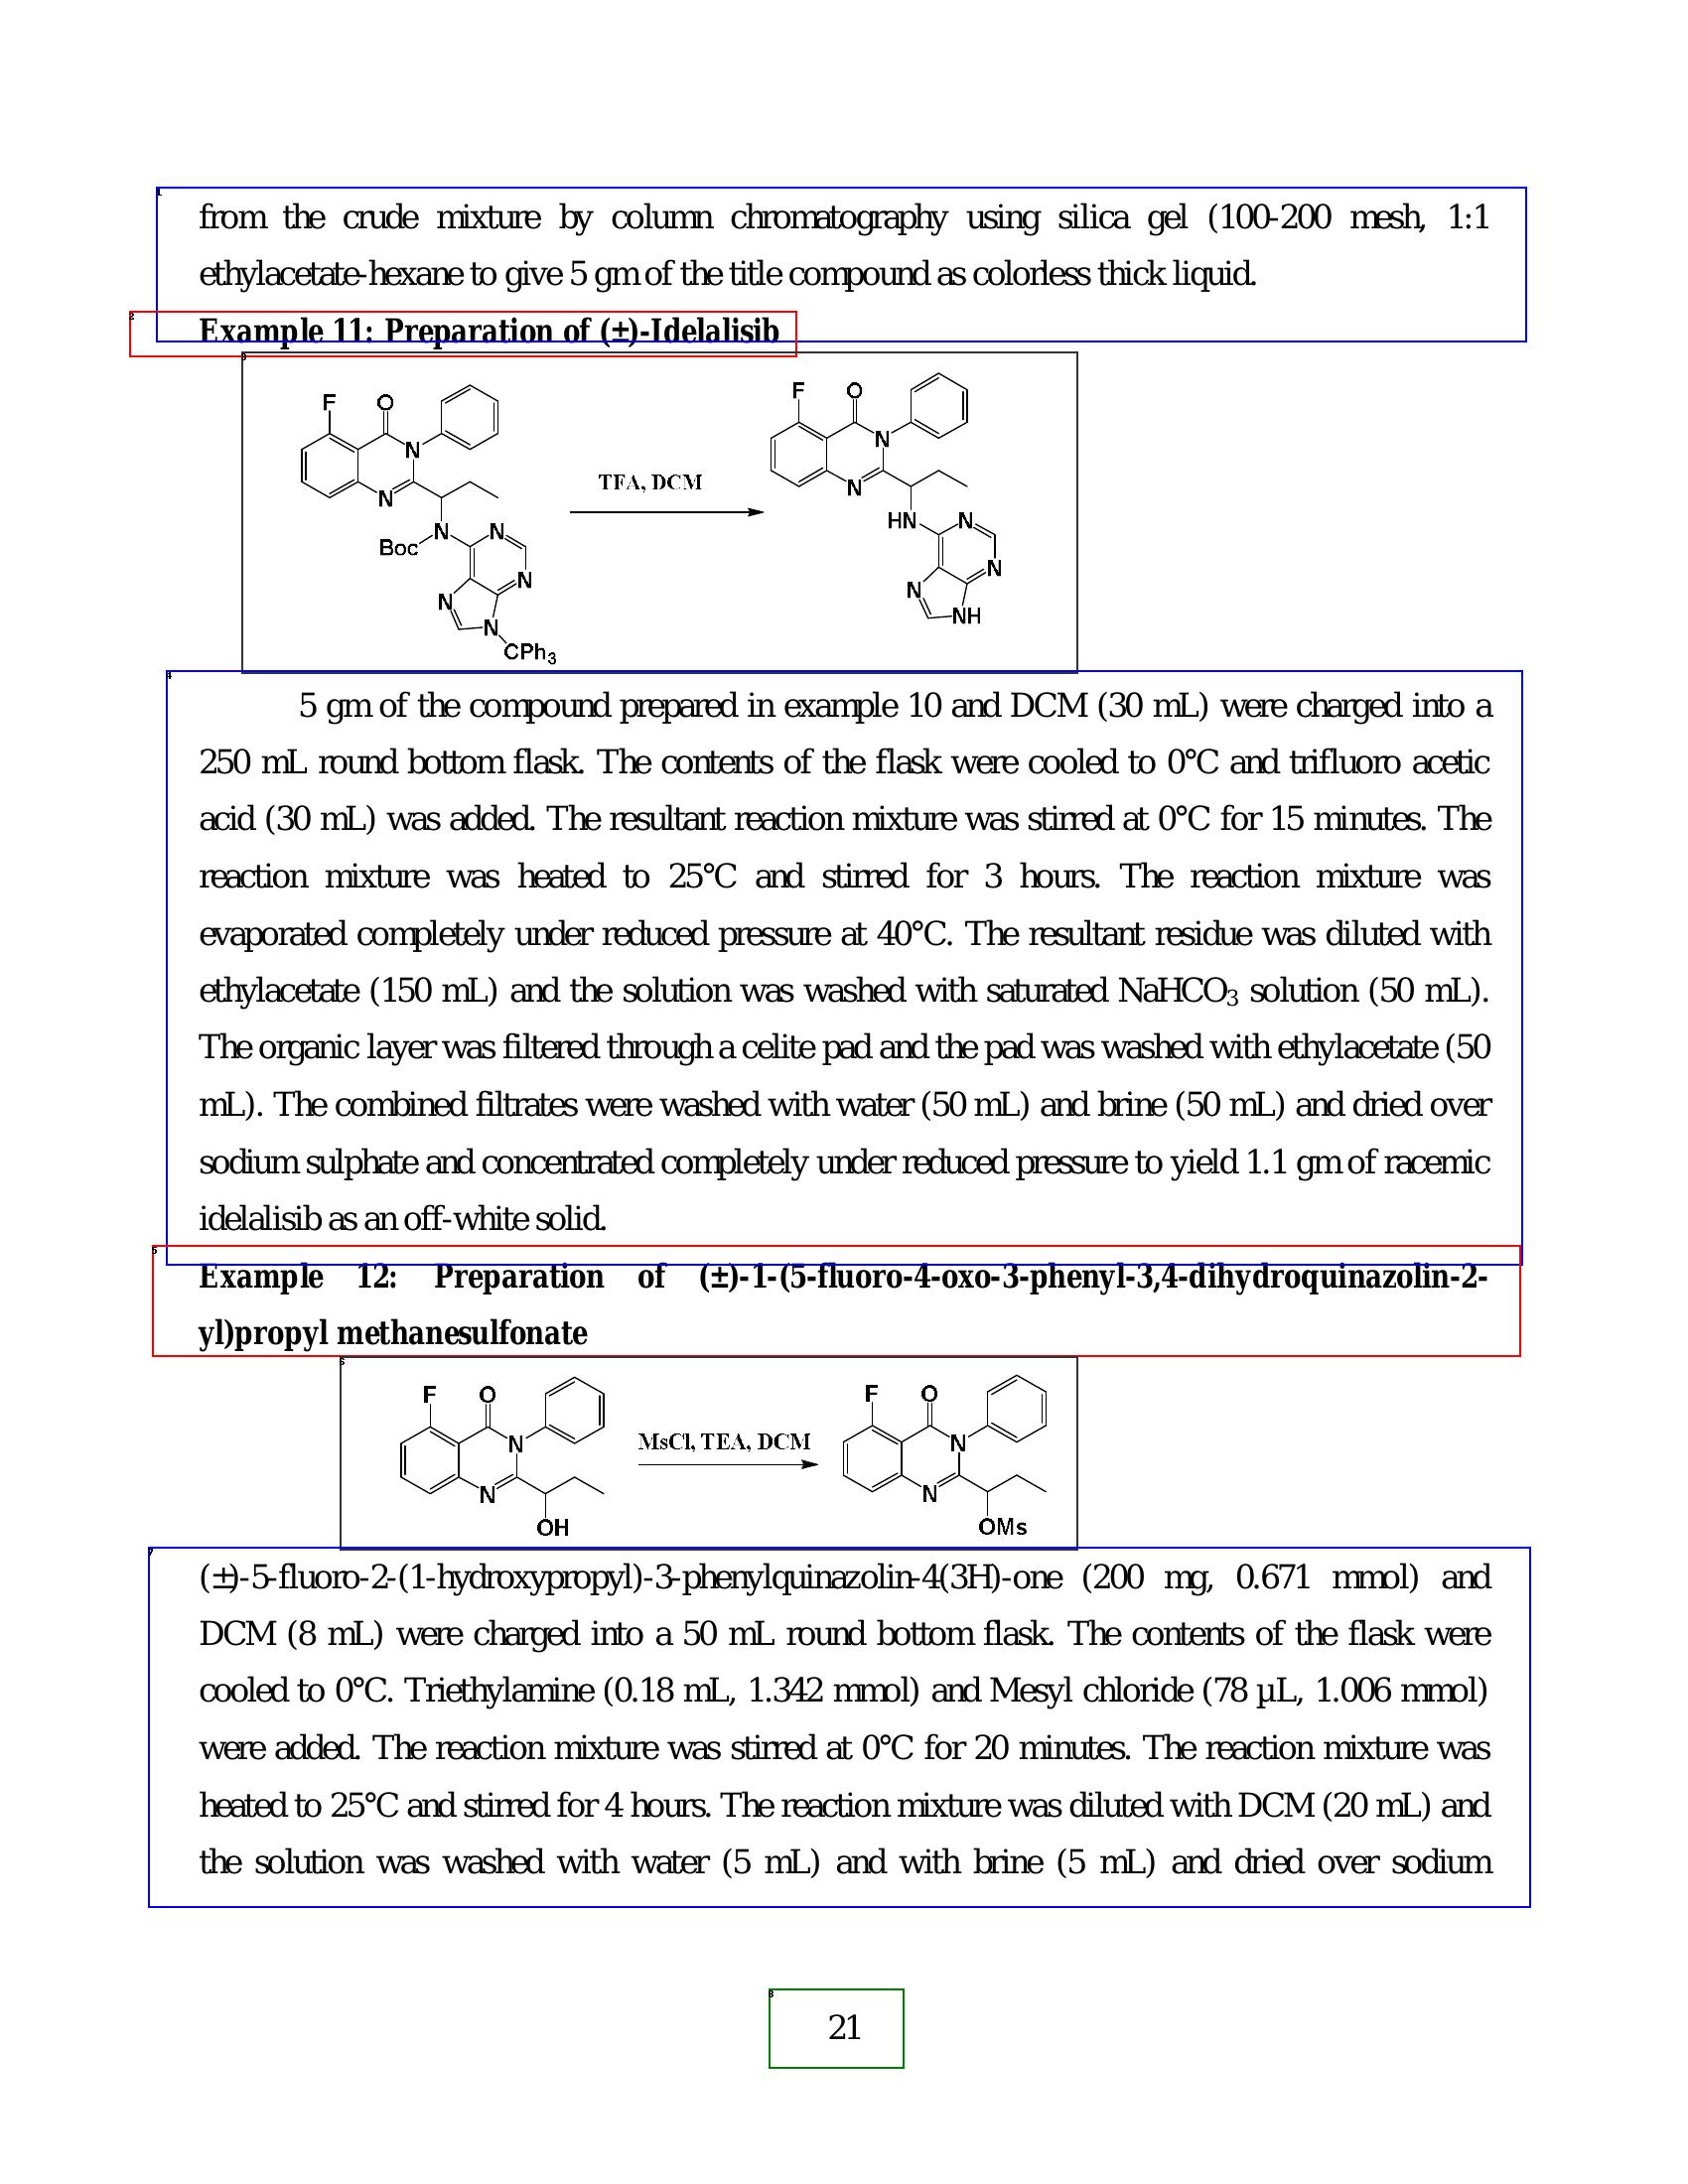 from the crude mixture by column chromatography using silica gel (100-200 mesh, 1:1
ethylacetate-hexane to give 5 gm of the title compound as colorless thick liquid.
Example 11: Preparation of (±)-Idelalisib
F O N N N Boc N N N N CPh3
TFA, DCM
F O N N HN N N N NH
5 gm of the compound prepared in example 10 and DCM (30 mL) were charged into a
250 mL round bottom flask. The contents of the flask were cooled to 0°C and trifluoro acetic
acid (30 mL) was added. The resultant reaction mixture was stirred at 0°C for 15 minutes. The
reaction mixture was heated to 25°C and stirred for 3 hours. The reaction mixture was
evaporated completely under reduced pressure at 40°C. The resultant residue was diluted with
ethylacetate (150 mL) and the solution was washed with saturated NaHCO3 solution (50 mL).
The organic layer was filtered through a celite pad and the pad was washed with ethylacetate (50
mL). The combined filtrates were washed with water (50 mL) and brine (50 mL) and dried over
sodium sulphate and concentrated completely under reduced pressure to yield 1.1 gm of racemic
idelalisib as an off-white solid.
Example 12: Preparation of (±)-1-(5-fluoro-4-oxo-3-phenyl-3,4-dihydroquinazolin-2-
yl)propyl methanesulfonate
F O N N OH
MsCl, TEA, DCM
F O N N OMs
(±)-5-fluoro-2-(1-hydroxypropyl)-3-phenylquinazolin-4(3H)-one (200 mg, 0.671 mmol) and
DCM (8 mL) were charged into a 50 mL round bottom flask. The contents of the flask were
cooled to 0°C. Triethylamine (0.18 mL, 1.342 mmol) and Mesyl chloride (78 µL, 1.006 mmol)
were added. The reaction mixture was stirred at 0°C for 20 minutes. The reaction mixture was
heated to 25°C and stirred for 4 hours. The reaction mixture was diluted with DCM (20 mL) and
the solution was washed with water (5 mL) and with brine (5 mL) and dried over sodium
21